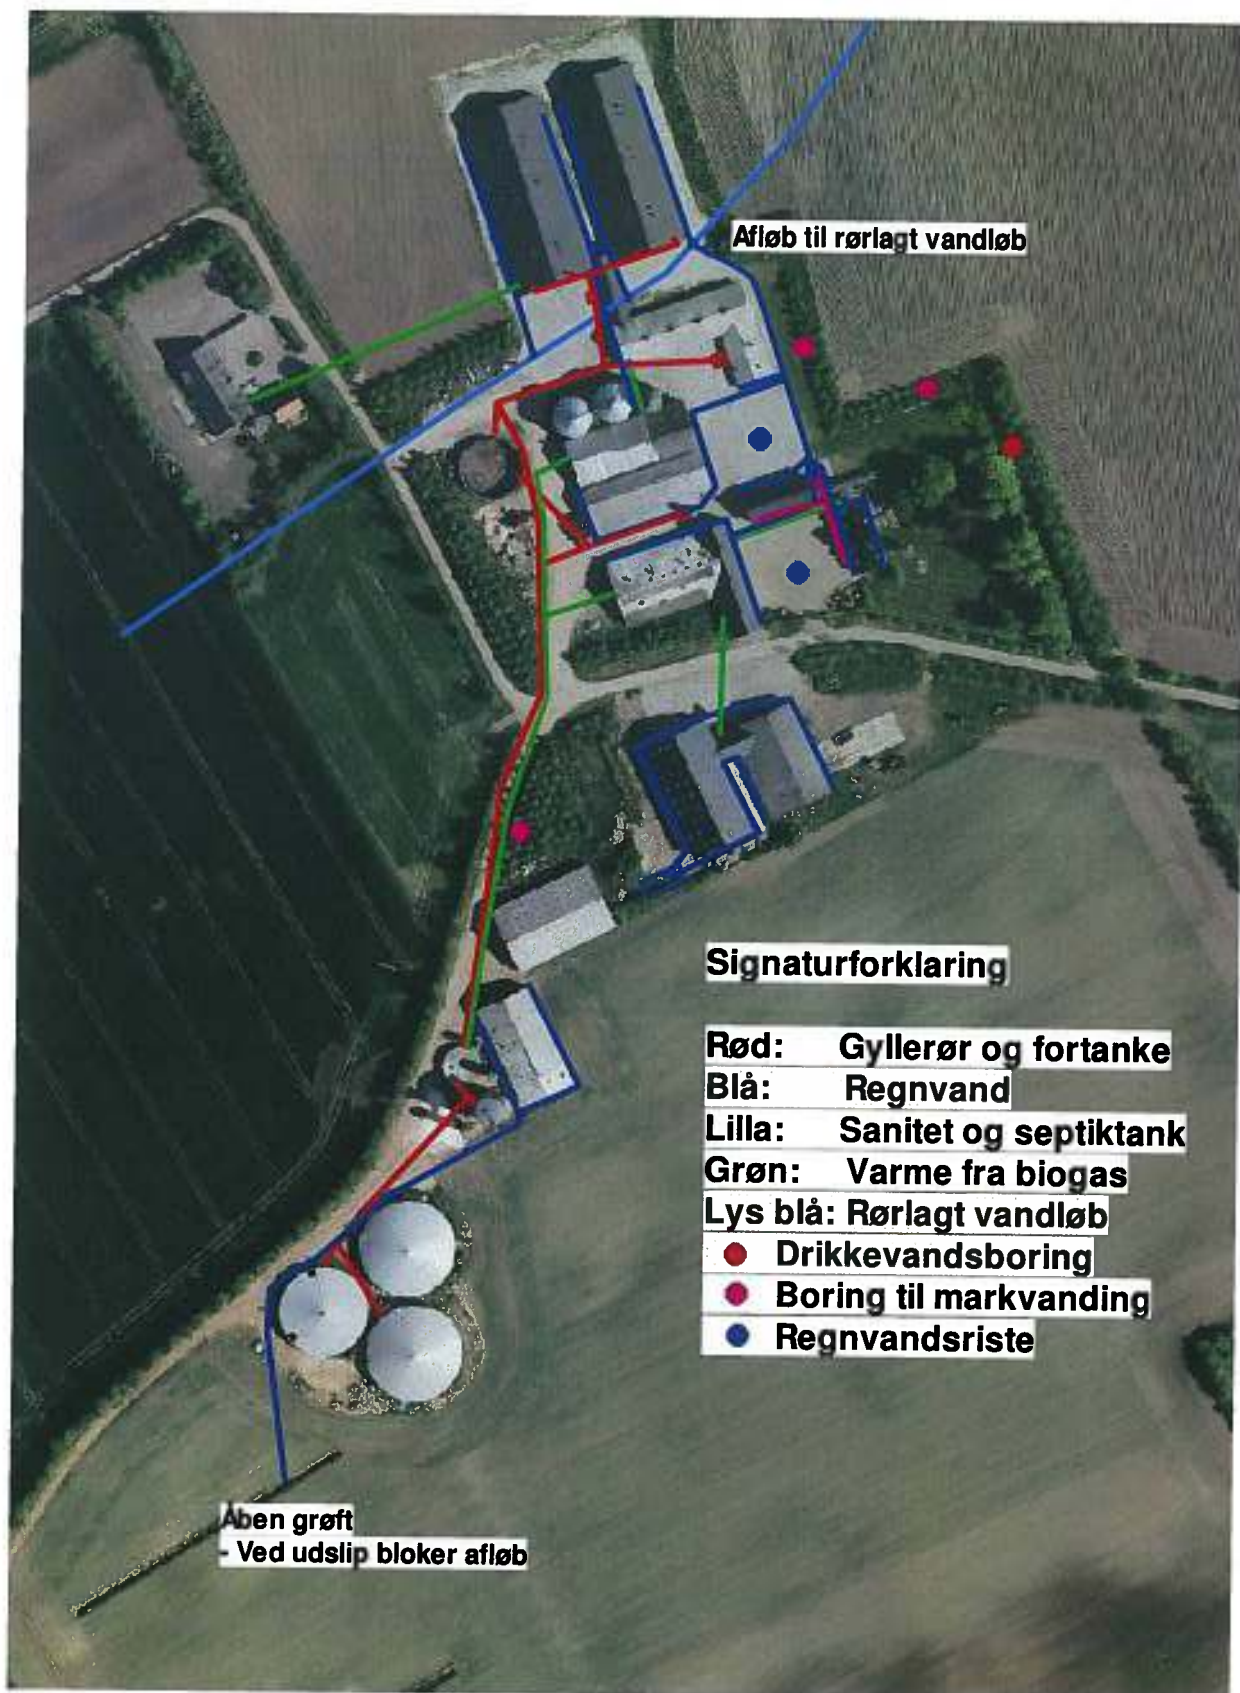 Afløb til rørlagt vandløb
Signaturforklaring
Rød: Gyllerør og fortanke
Blå: Regnvand
Lilla: Sanitet og septiktank
Grøn: Varme fra biogas
Lys blå: Rørlagt vandløb
Drikkevandsboring
Boring til markvanding
Regnvandsriste
Åben grøft
- Ved udslip bloker afløb